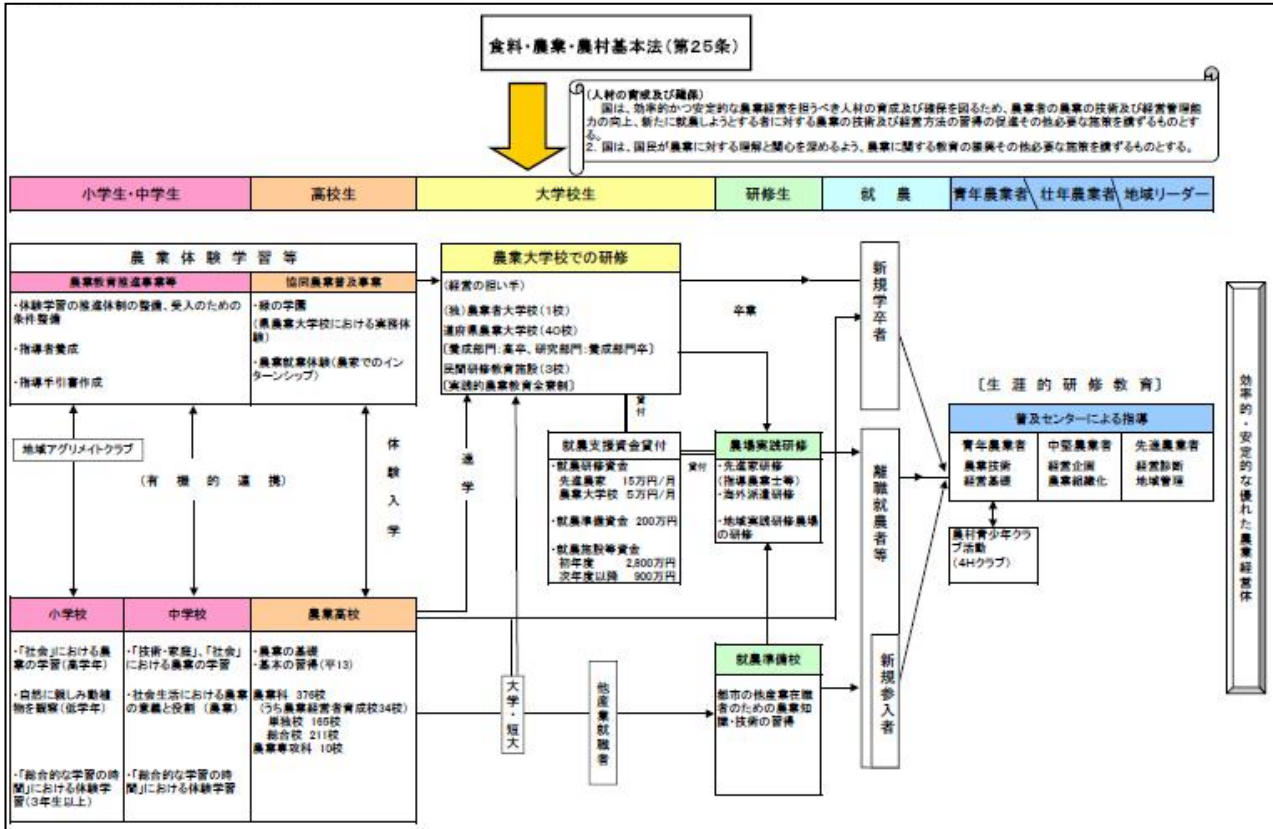 食料・農業・農村基本法(第25条)
(人材の育成及び確保)
国は、効率的かつ安定的な農業経営を担うべき人材の育成及び確保を図るため、農業者の農業の技術及び経営管理能
力の向上、新たに就農しようとする者に対する農業の技術及び経営方法の習得の促進その他必要な施策を講ずるものとす
る。
2. 国は、国民が農業に対する理解と関心を深めるよう、農業に関する教育の振興その他必要な施策を講ずるものとする。
小学生・中学生
高校生
大学校生
研修生
就 農
青年農業者
壮年農業者
地域リーダー
農 業 体 験 学 習 等
農業教育推進事業等
協同農業普及事業
・体験学習の推進体制の整備、受入のための
条件整備
・指導者養成
・指導手引書作成
・緑の学園
(県農業大学校における実務体
験)
・農業就業体験(農家でのイン
ターンシップ)
農業大学校での研修
(経営の担い手)
(独)農業者大学校(1校)
道府県農業大学校(40校)
[養成部門:高卒、研究部門:養成部門卒]
民間研修教育施設(3校)
[実践的農業教育全寮制]
卒業
新規学卒者
地域アグリメイトクラブ
(有 機 的 連 携)
体験入学
進学
貸付
就農支援資金貸付
・就農研修資金
先進農家 15万円/月
農業大学校 5万円/月
・就農準備資金 200万円
・就農施設等資金
初年度 2,800万円
次年度以降 900万円
貸付
農場実践研修
・先進家研修
(指導農業士等)
・海外派遣研修
・地域実践研修農場
の研修
離職就農者等
[生 涯 的 研 修 教 育]
普及センターによる指導
青年農業者
農業技術
経営基礎
中堅農業者
経営企画
農業組織化
先進農業者
経営診断
地域管理
農村青少年クラ
ブ活動
(4Hクラブ)
効率的・安定的な優れた農業経営体
小学校
中学校
農業高校
・「社会」における農
業の学習(高学年)
・自然に親しみ動植
物を観察(低学年)
・「総合的な学習の時
間」における体験学
習(3年生以上)
・「技術・家庭」、「社会」
における農業の学習
・社会生活における農業
の意義と役割 (農業)
・「総合的な学習の時
間」における体験学習
・農業の基礎
・基本の習得(平13)
農業科 376校
(うち農業経営者育成校34校)
単独校 165校
総合校 211校
農業専攻科 10校
大学・短大
他産業就職者
就農準備校
都市の他産業在職
者のための農業知
識・技術の習得
新規参入者